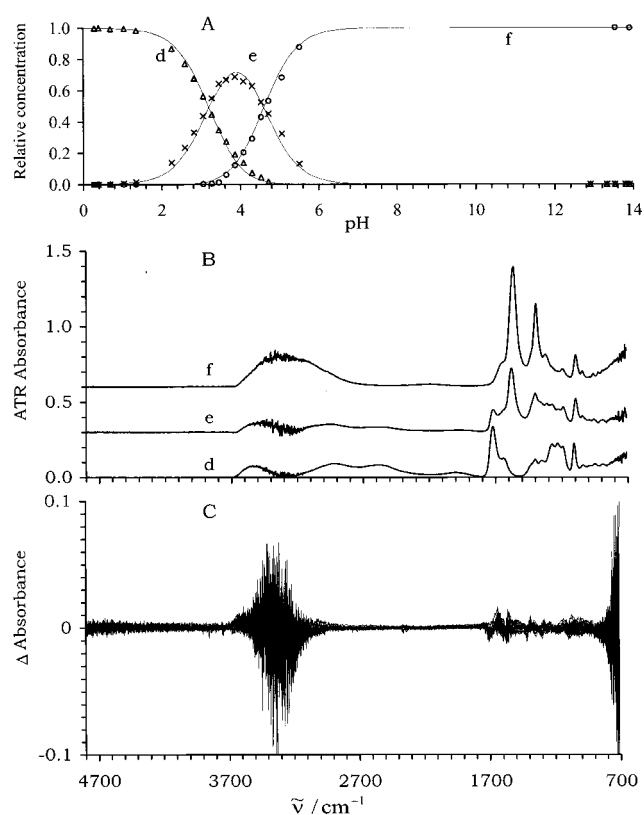 A
d
e
f
Relative concentration
1.0
0.8
0.6
0.4
0.2
0.0
0 2 4 6 8 10 12 14
pH
B
ATR Absorbance
1.5
1.0
0.5
0.0
f
e
d
C
Δ Absorbance
0.1
0
-0.1
4700 3700 2700 1700 700
ν̃ /cm⁻¹